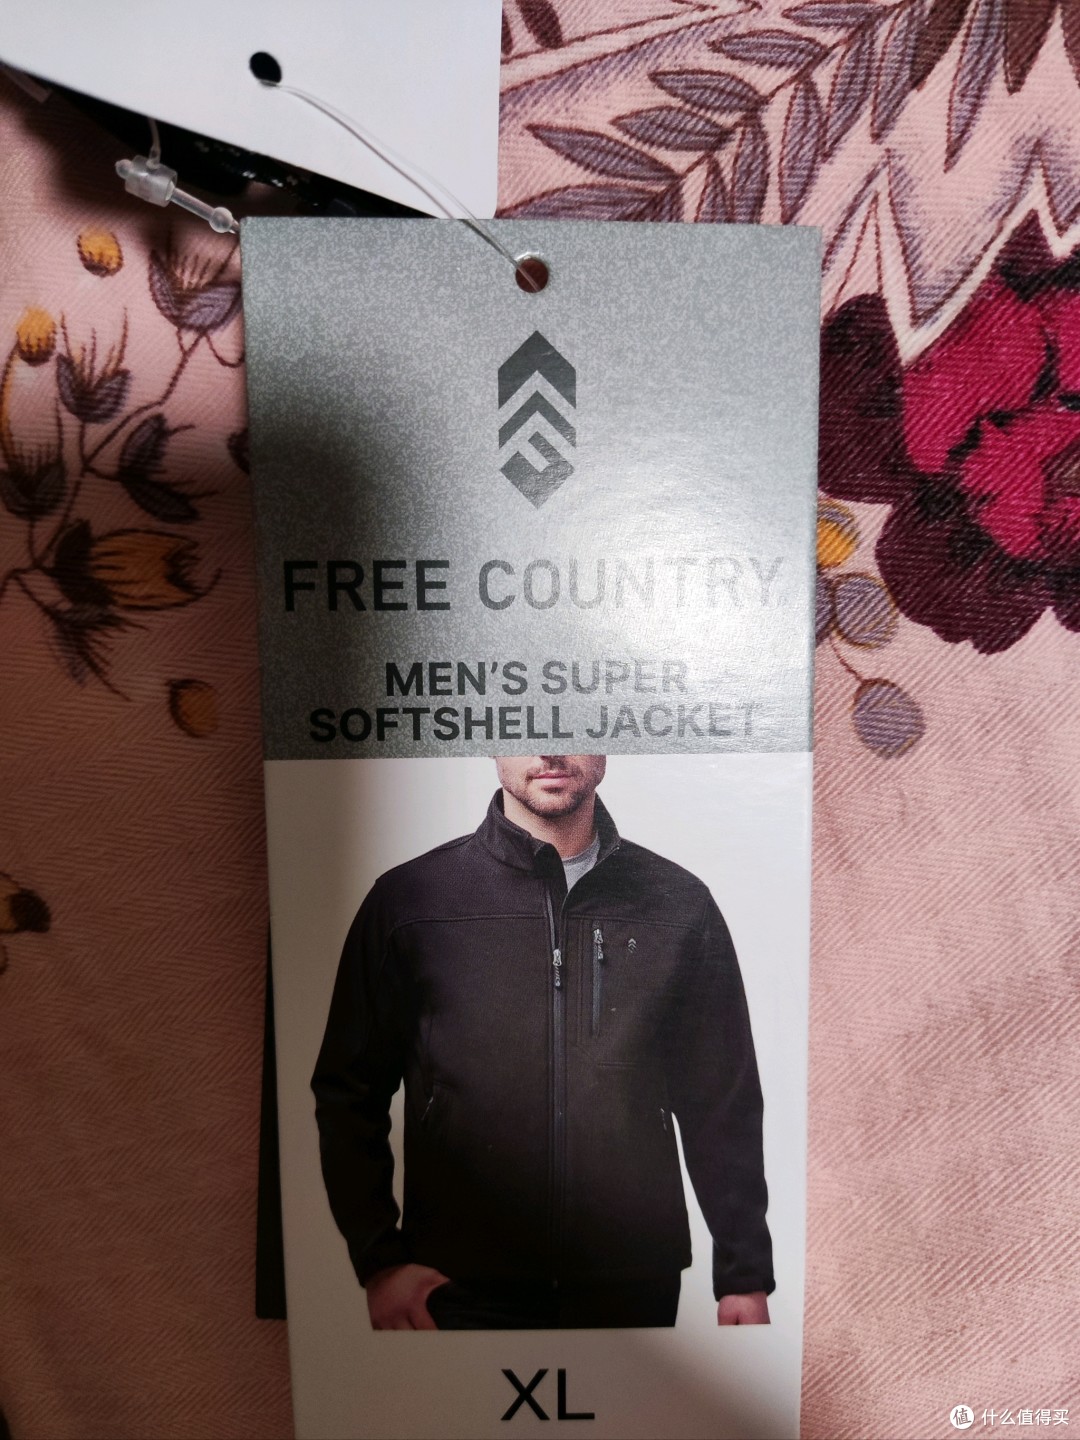 FREE COUNTRY
MEN'S SUPER
SOFTSHELL JACKET
XL
值 什么值得买